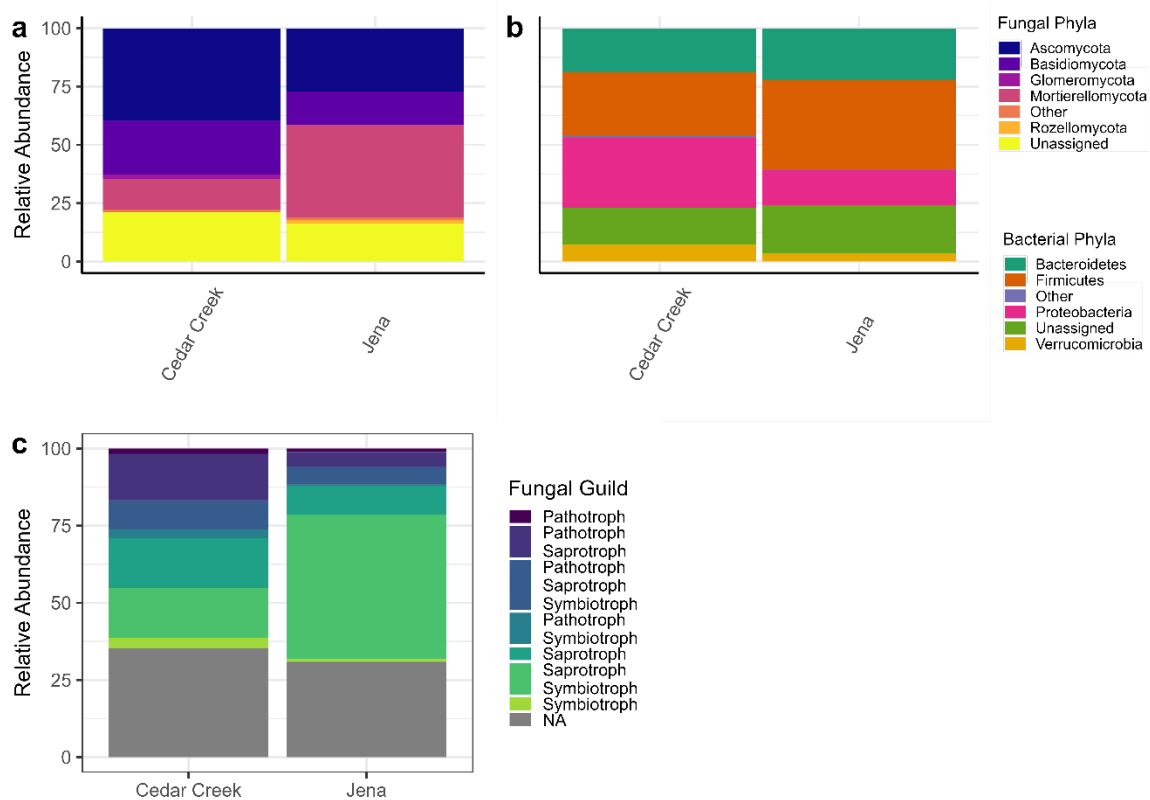 a
Relative Abundance
100
75
50
25
0
Cedar Creek
Jena
b
Cedar Creek
Jena
Fungal Phyla
Ascomycota
Basidiomycota
Glomeromycota
Mortierellomycota
Other
Rozellomycota
Unassigned
Bacterial Phyla
Bacteroidetes
Firmicutes
Other
Proteobacteria
Unassigned
Verrucomicrobia
c
Relative Abundance
100
75
50
25
0
Cedar Creek
Jena
Fungal Guild
Pathotroph
Pathotroph
Saprotroph
Pathotroph
Saprotroph
Symbiotroph
Pathotroph
Symbiotroph
Saprotroph
Saprotroph
Symbiotroph
Symbiotroph
NA